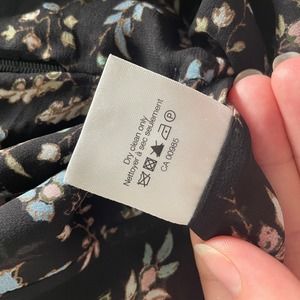 Dry clean only
Nettoyer à sec seulement
P
CA 00985